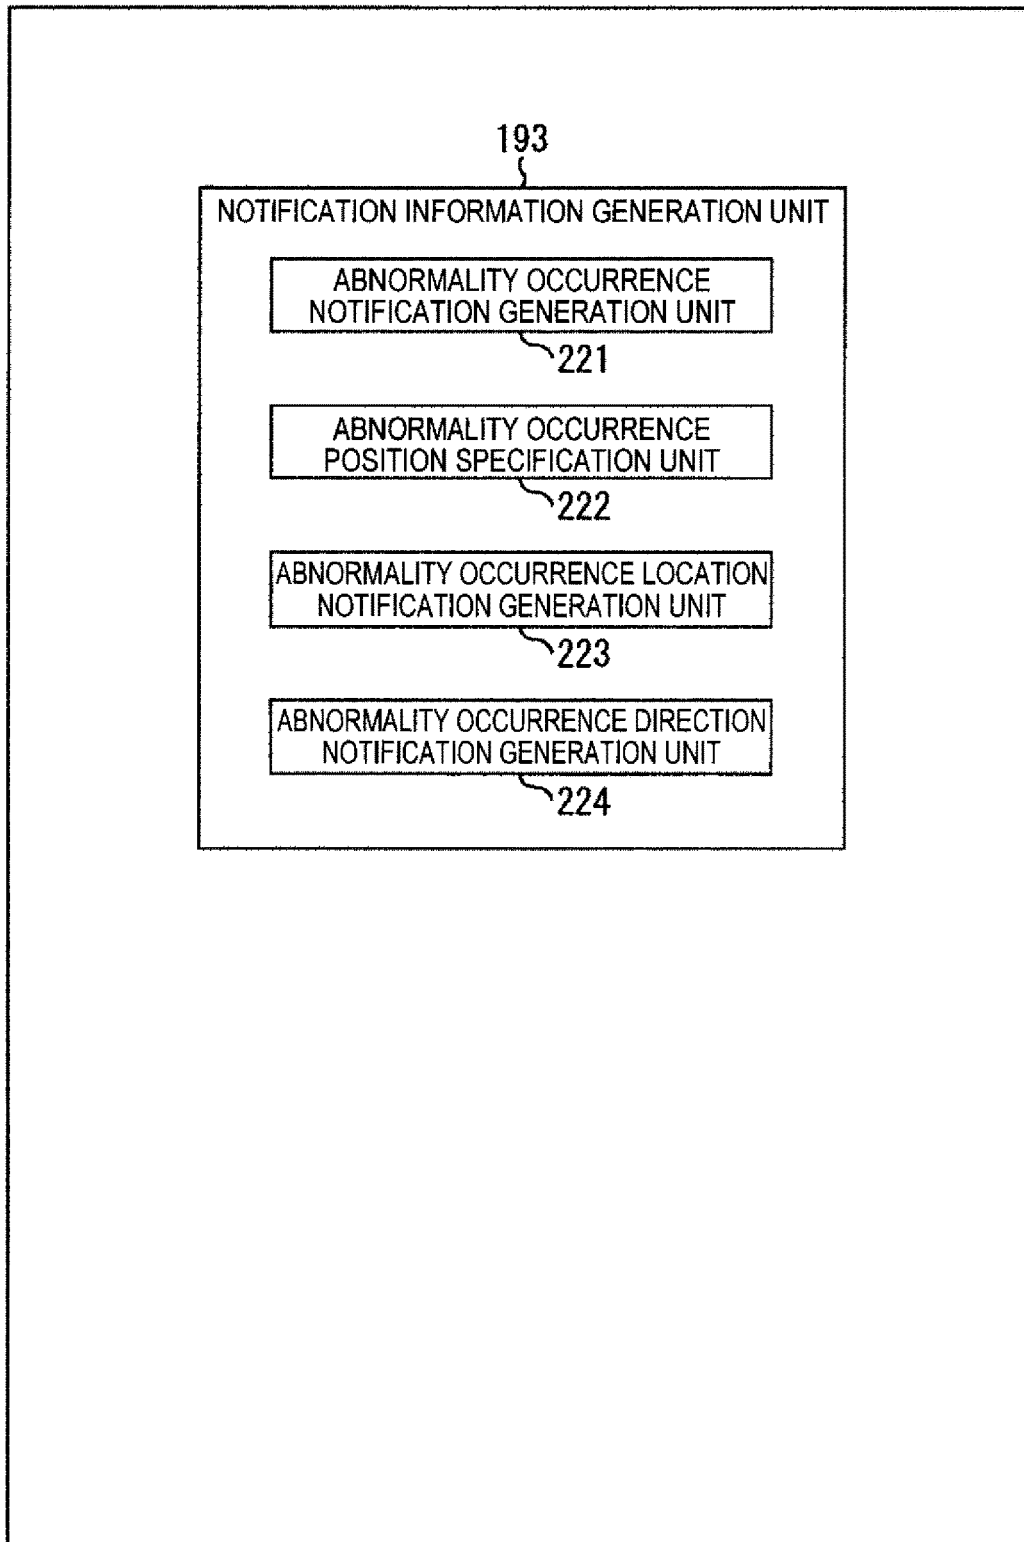 193
NOTIFICATION INFORMATION GENERATION UNIT
ABNORMALITY OCCURRENCE
NOTIFICATION GENERATION UNIT
221
ABNORMALITY OCCURRENCE
POSITION SPECIFICATION UNIT
222
ABNORMALITY OCCURRENCE LOCATION
NOTIFICATION GENERATION UNIT
223
ABNORMALITY OCCURRENCE DIRECTION
NOTIFICATION GENERATION UNIT
224